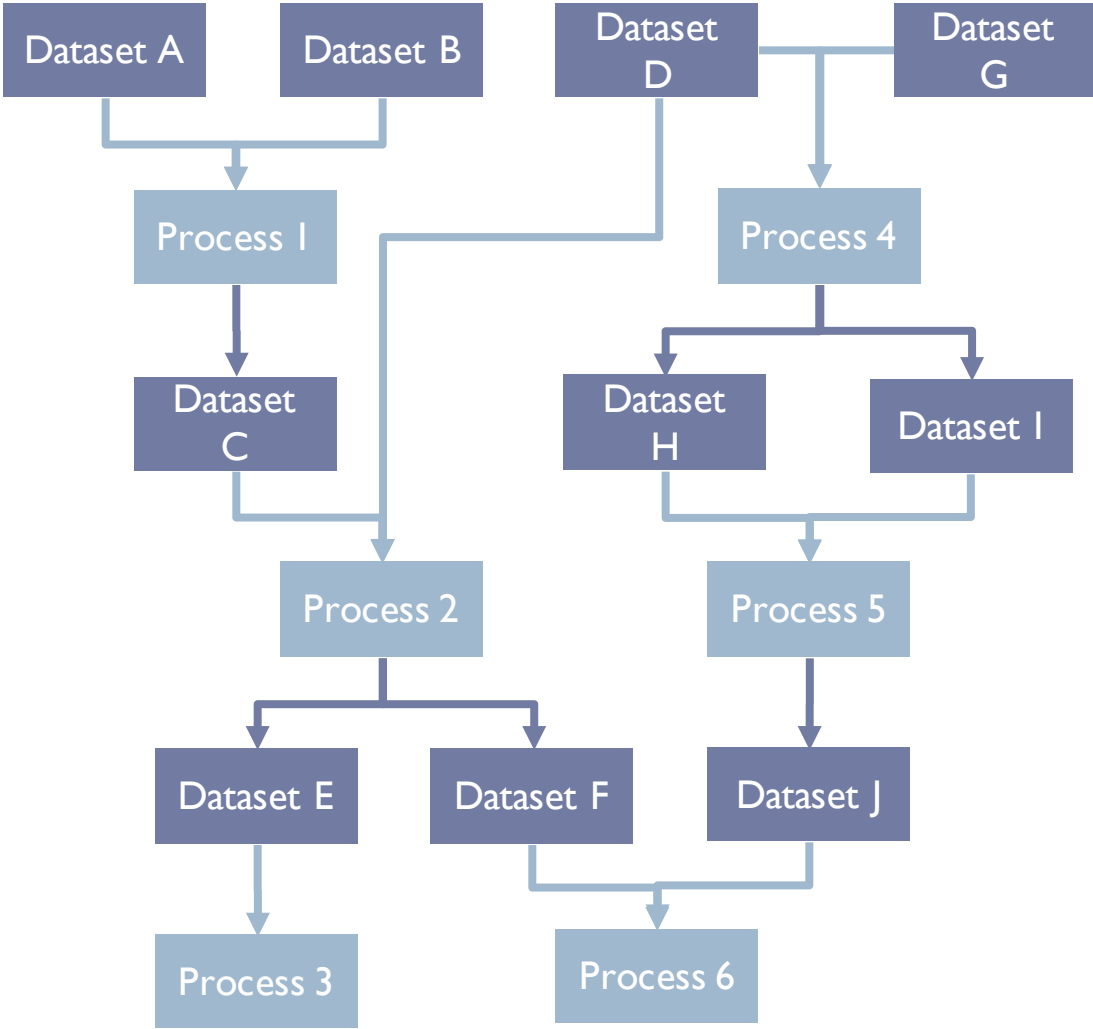 Dataset A
Dataset B
Dataset
D
Dataset
G
Process 1
Process 4
Dataset
C
Dataset
H
Dataset I
Process 2
Process 5
Dataset E
Dataset F
Dataset J
Process 3
Process 6